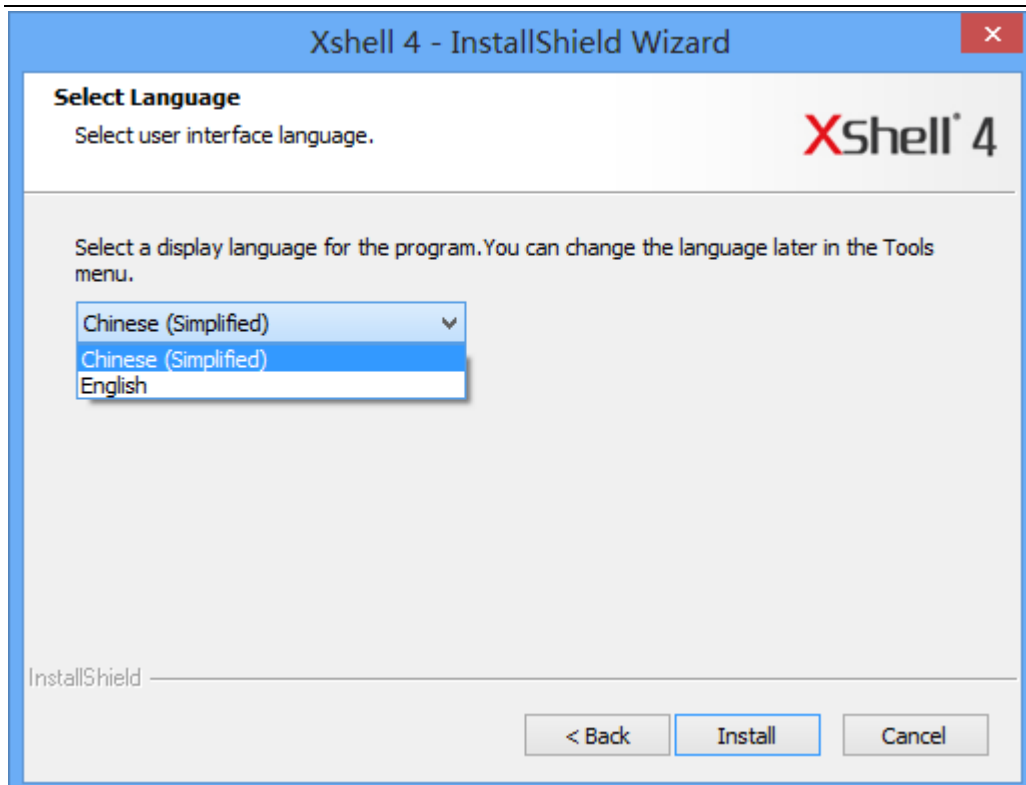 Xshell 4 - InstallShield Wizard
Select Language
Select user interface language.
XShell 4
Select a display language for the program.You can change the language later in the Tools
menu.
Chinese (Simplified)
Chinese (Simplified)
English
InstallShield
< Back
Install
Cancel